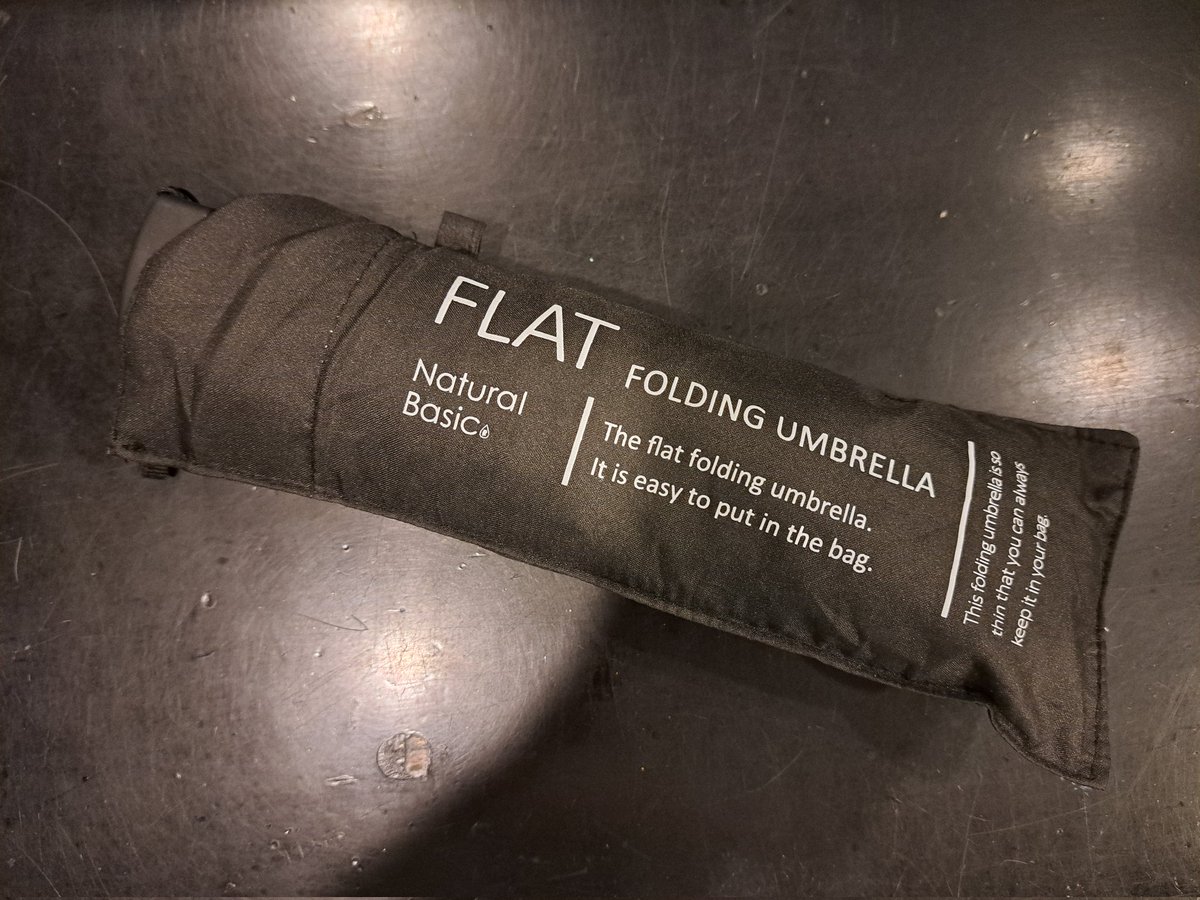 FLAT FOLDING UMBRELLA
Natural
Basic
The flat folding umbrella.
It is easy to put in the bag.
This folding umbrella is so
thin that you can always
keep it in your bag.